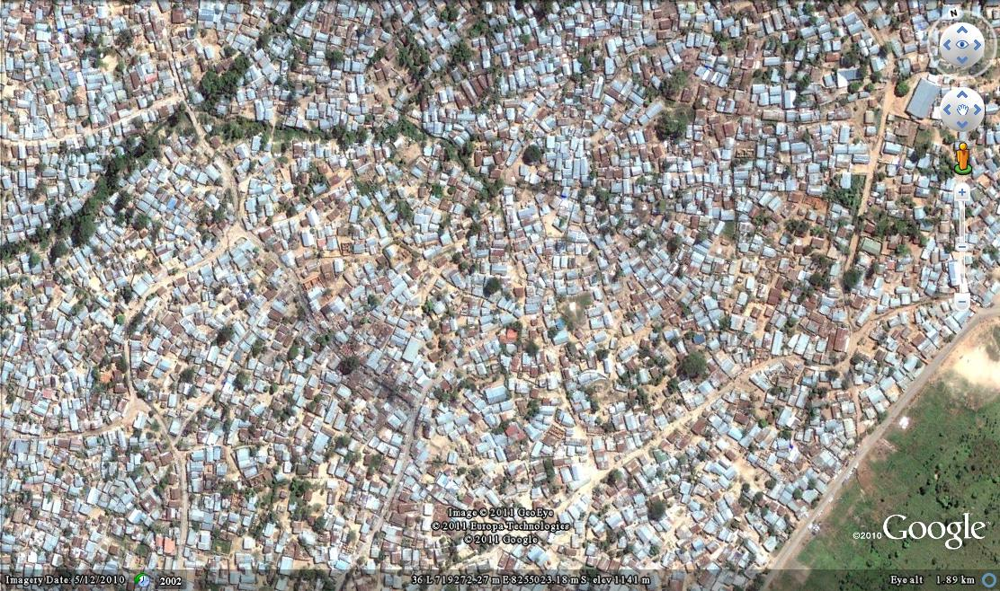 N
Image © 2011 GeoEye
© 2011 Europa Technologies
© 2011 Google
©2010 Google™
Imagery Date: 5/12/2010 2002 36 L 719272.27 m E 8255023.18 m S elev 1141 m Eye alt 1.89 km